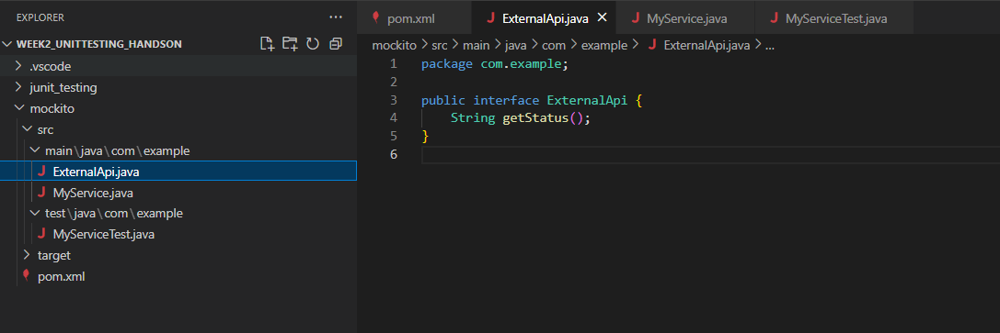 EXPLORER ...
WEEK2_UNITTESTING_HANDSON
.vscode
junit_testing
mockito
src
main\java\com\example
ExternalApi.java
MyService.java
test\java\com\example
MyServiceTest.java
target
pom.xml
pom.xml ExternalApi.java MyService.java MyServiceTest.java
mockito > src > main > java > com > example > ExternalApi.java > ...
1 package com.example;
2
3 public interface ExternalApi {
4     String getStatus();
5 }
6